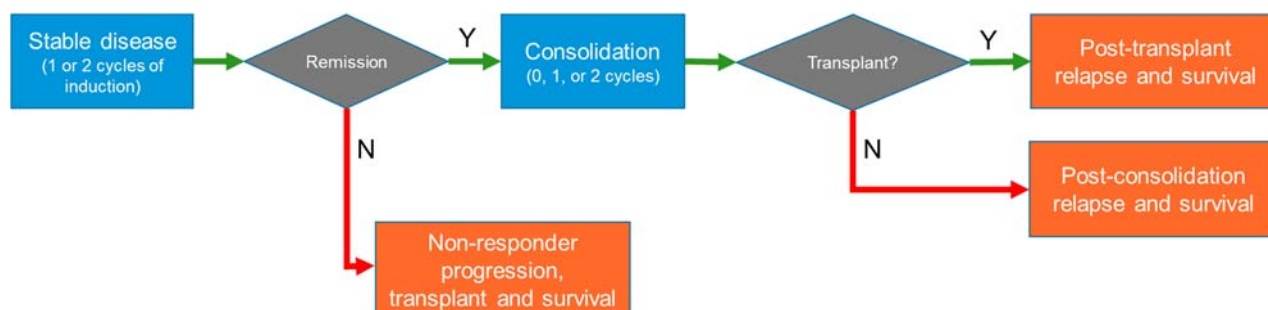 Stable disease
(1 or 2 cycles of
induction)
Remission
Y
Consolidation
(0, 1, or 2 cycles)
Transplant?
Y
Post-transplant
relapse and survival
N
N
Post-consolidation
relapse and survival
Non-responder
progression,
transplant and survival